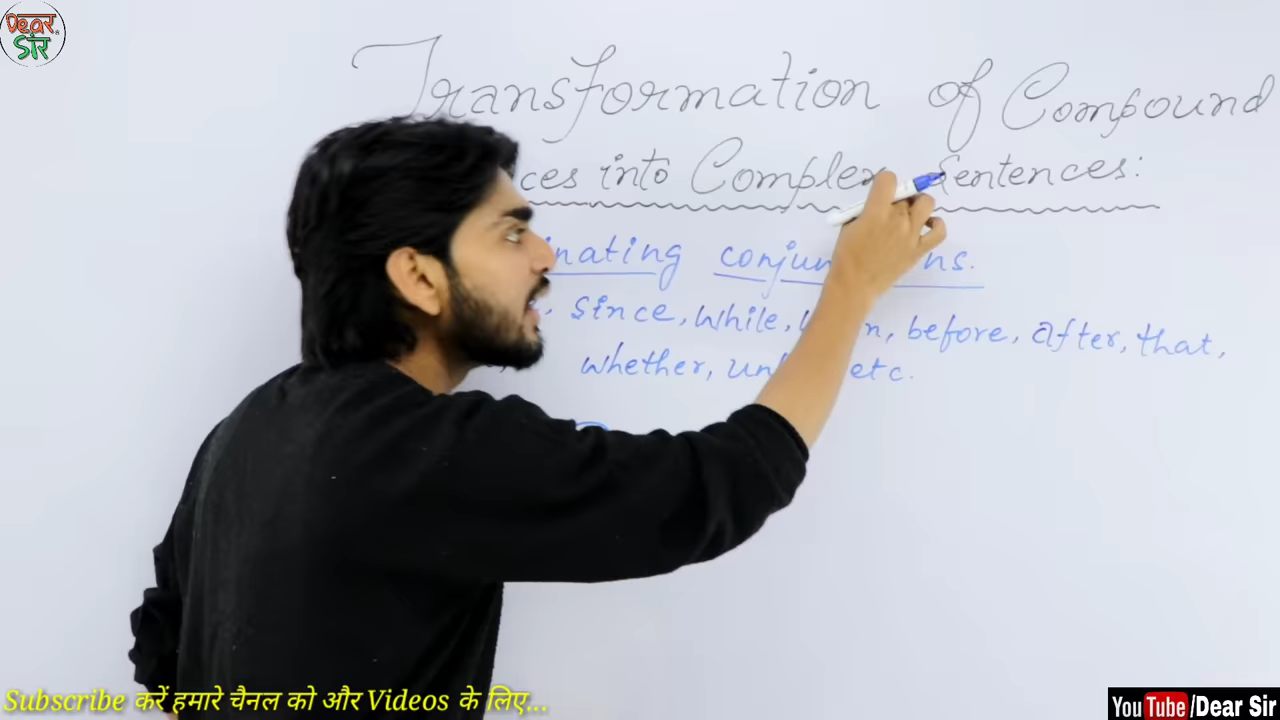 Dear
Sir
Transformation of Compound
ces into Complex Sentences:
inating conjun ns.
, since, while, n, before, after, that,
whether, un etc.
Subscribe करें हमारे चैनल को और Videos के लिए...
YouTube/Dear Sir